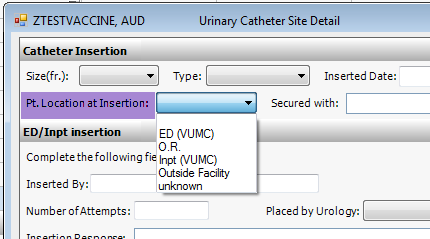 ZTESTVACCINE, AUD Urinary Catheter Site Detail
Catheter Insertion
Size(fr.): Type: Inserted Date:
Pt. Location at Insertion: Secured with:
ED (VUMC)
O.R.
Inpt (VUMC)
Outside Facility
unknown
ED/Inpt insertion
Complete the following fie
Inserted By:
Number of Attempts: Placed by Urology:
Insertion Response: